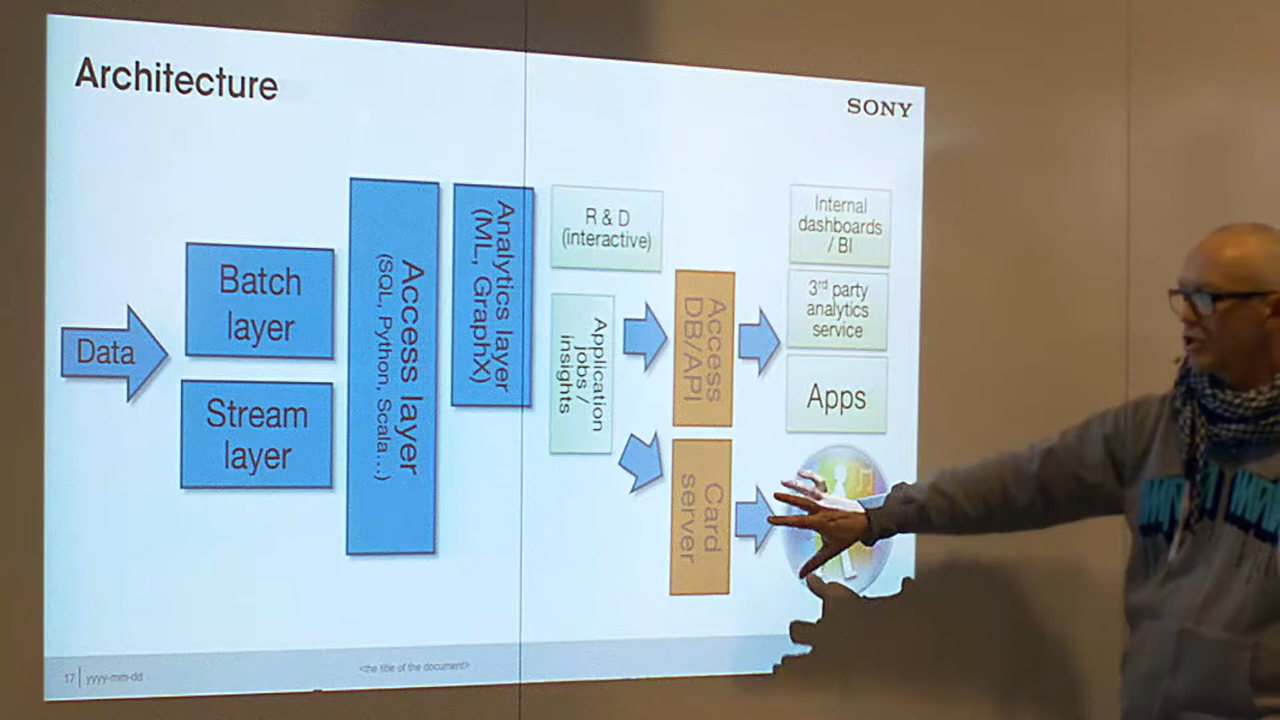 Architecture
SONY
Data
Batch
layer
Stream
layer
Access layer
(SQL, Python, Scala...)
Analytics layer
(ML, GraphX)
R & D
(interactive)
Application
jobs /
insights
Access
DB/API
Card
server
Internal
dashboards
/ BI
3rd party
analytics
service
Apps
17
yyyy-mm-dd
<the title of the document>